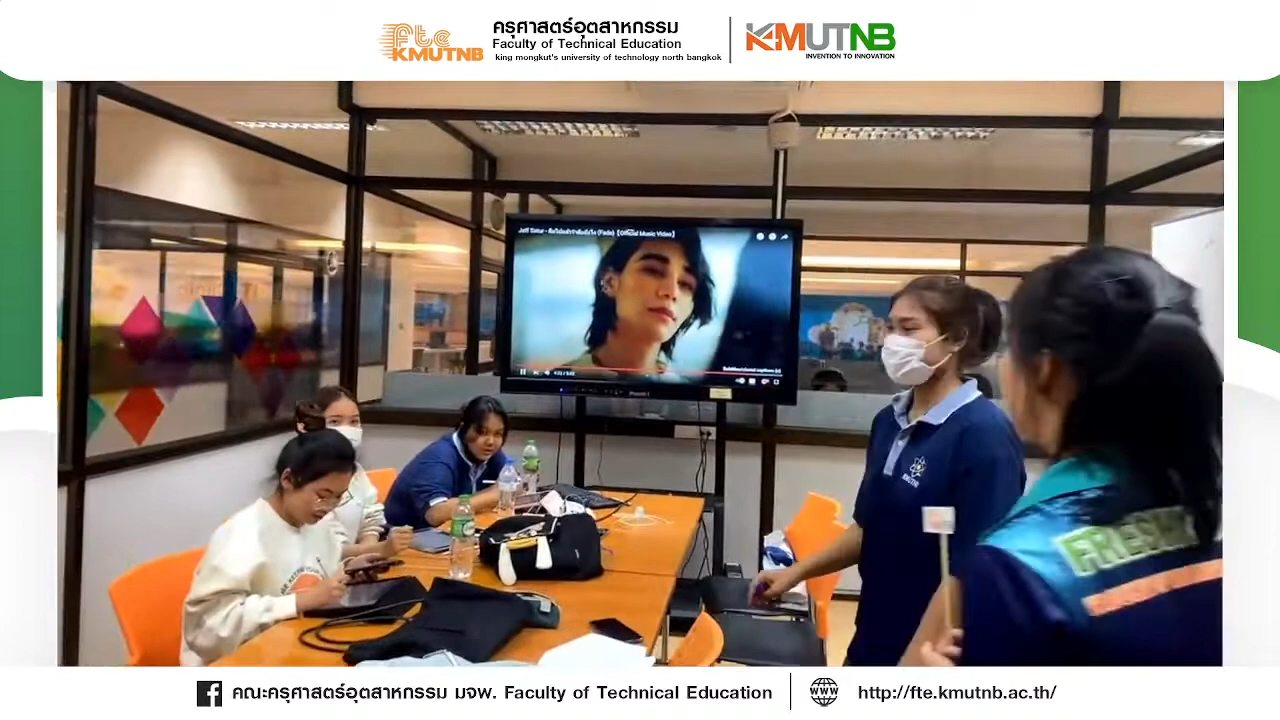 fte
KMUTNB
ครุศาสตร์อุตสาหกรรม
Faculty of Technical Education
king mongkut's university of technology north bangkok
KMUTNB
INVENTION TO INNOVATION
Jeff Satur - (Fade)【Official Music Video】
KMUTNB
คณะครุศาสตร์อุตสาหกรรม มจพ. Faculty of Technical Education
WWW
http://fte.kmutnb.ac.th/